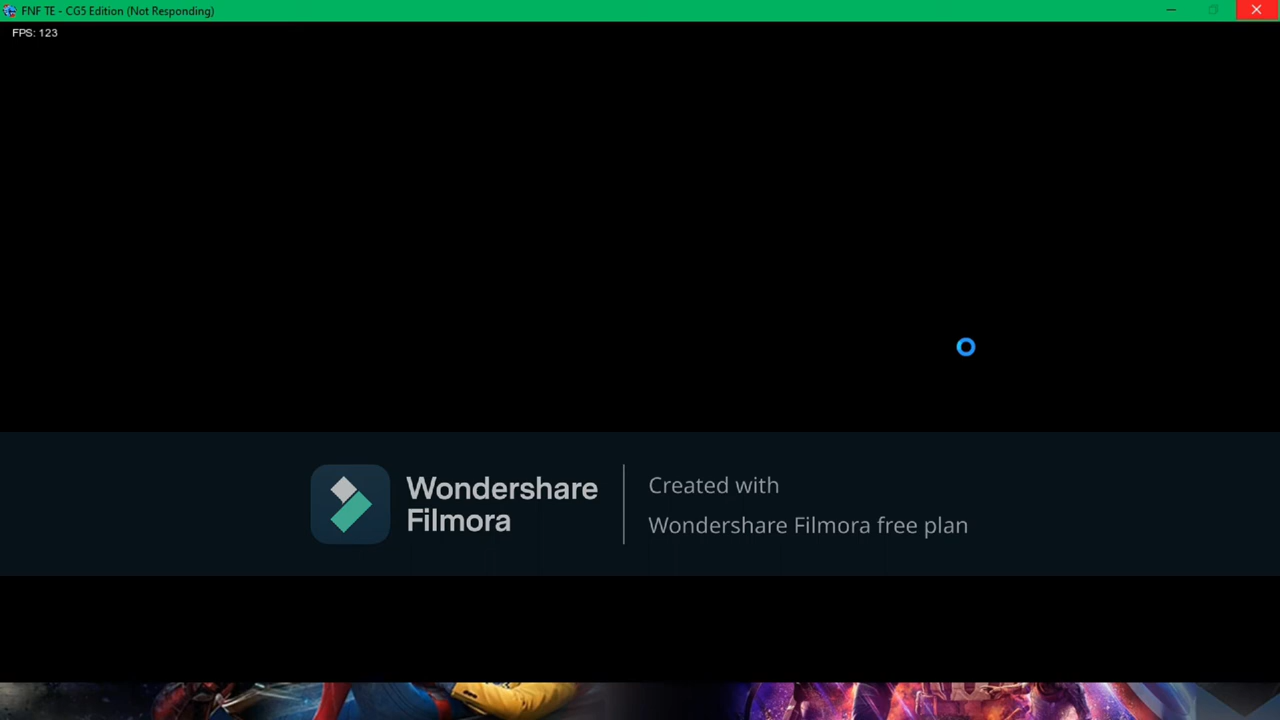 FNF TE - CG5 Edition (Not Responding)
FPS: 123
Wondershare
Filmora
Created with
Wondershare Filmora free plan